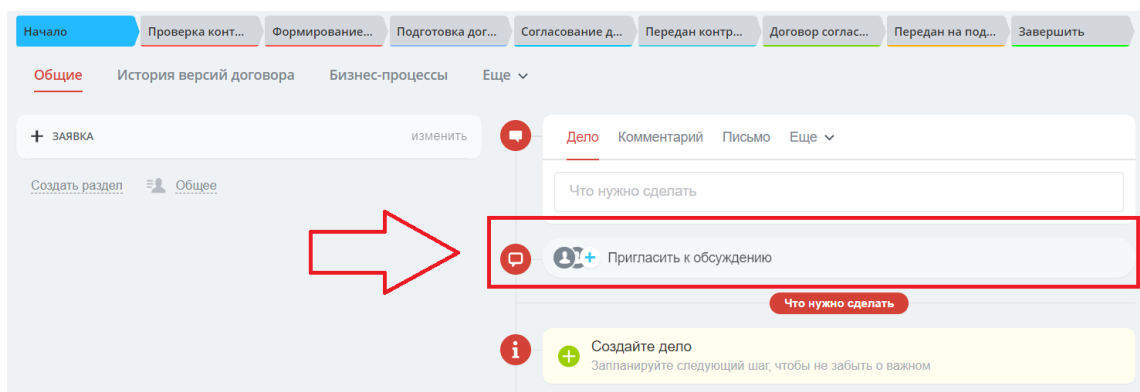 Начало Проверка конт... Формирование... Подготовка дог... Согласование д... Передан контр... Договор соглас... Передан на под... Завершить
Общие История версий договора Бизнес-процессы Еще
ЗАЯВКА изменить
Создать раздел Общее
Дело Комментарий Письмо Еще
Что нужно сделать
Пригласить к обсуждению
Что нужно сделать
Создайте дело
Запланируйте следующий шаг, чтобы не забыть о важном